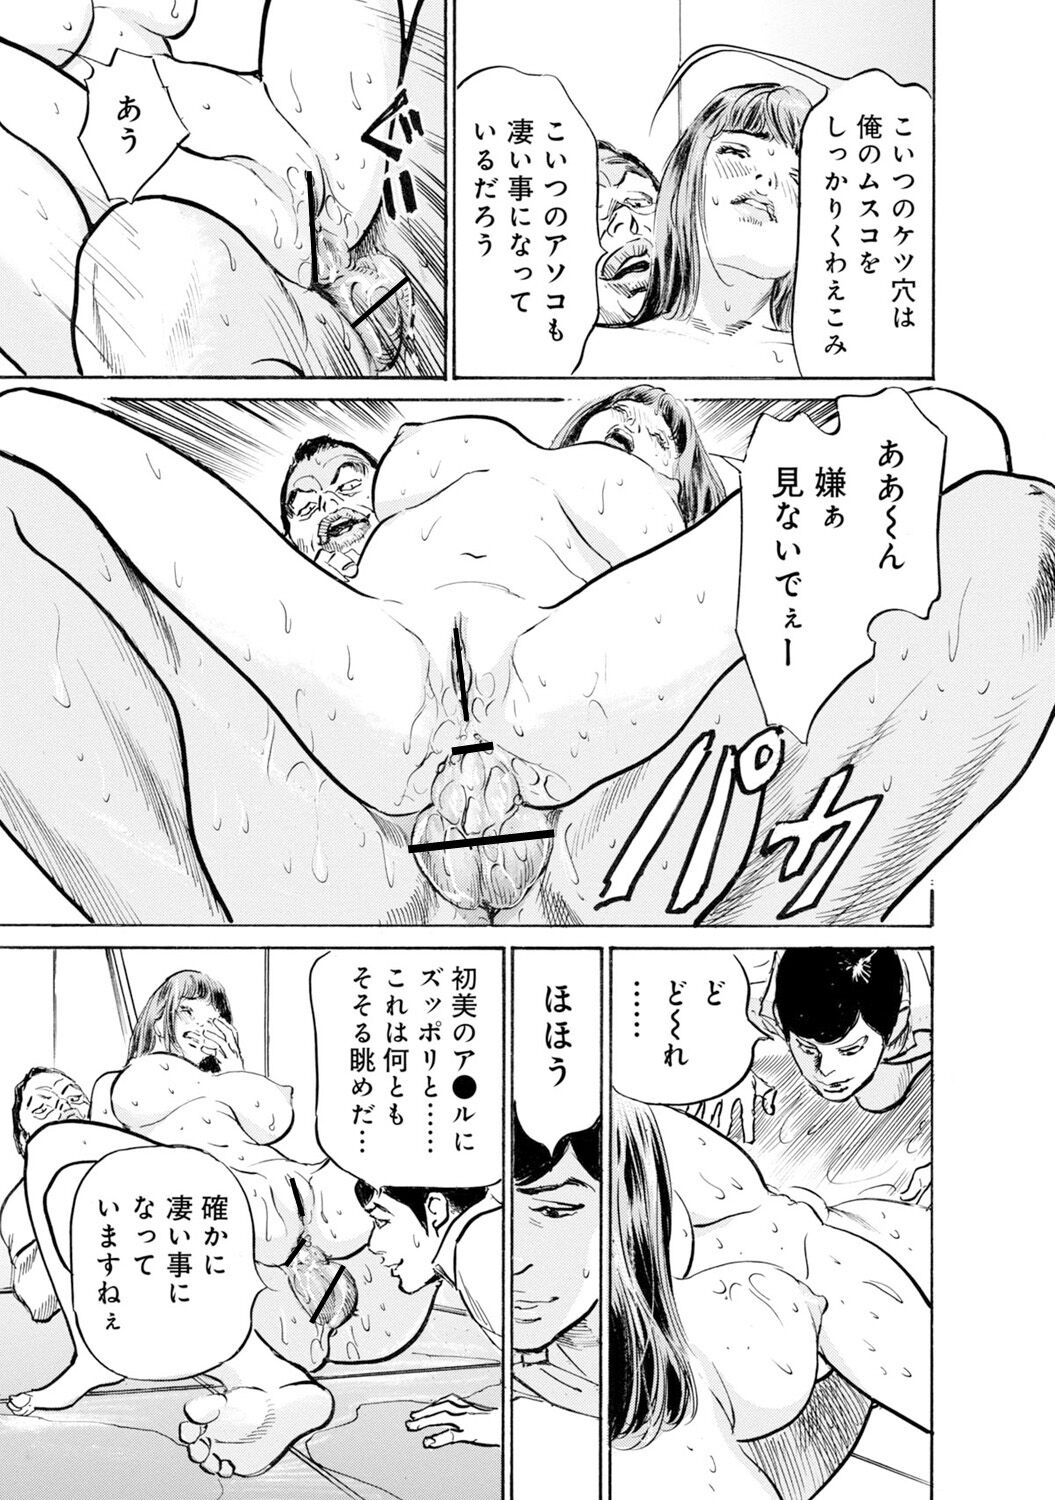 こいつのケツ穴は
俺のムスコを
しっかりくわえこみ
こいつのアソコも
凄い事になって
いるだろう
ぐぐも
あう
ああ〜ん
嫌ぁ
見ないでぇー
パカ
ど
ど〜れ
……
ほほう
初美のア●ルに
ズッポリと……
これは何とも
そそる眺めだ…
確かに
凄い事に
なって
いますねぇ